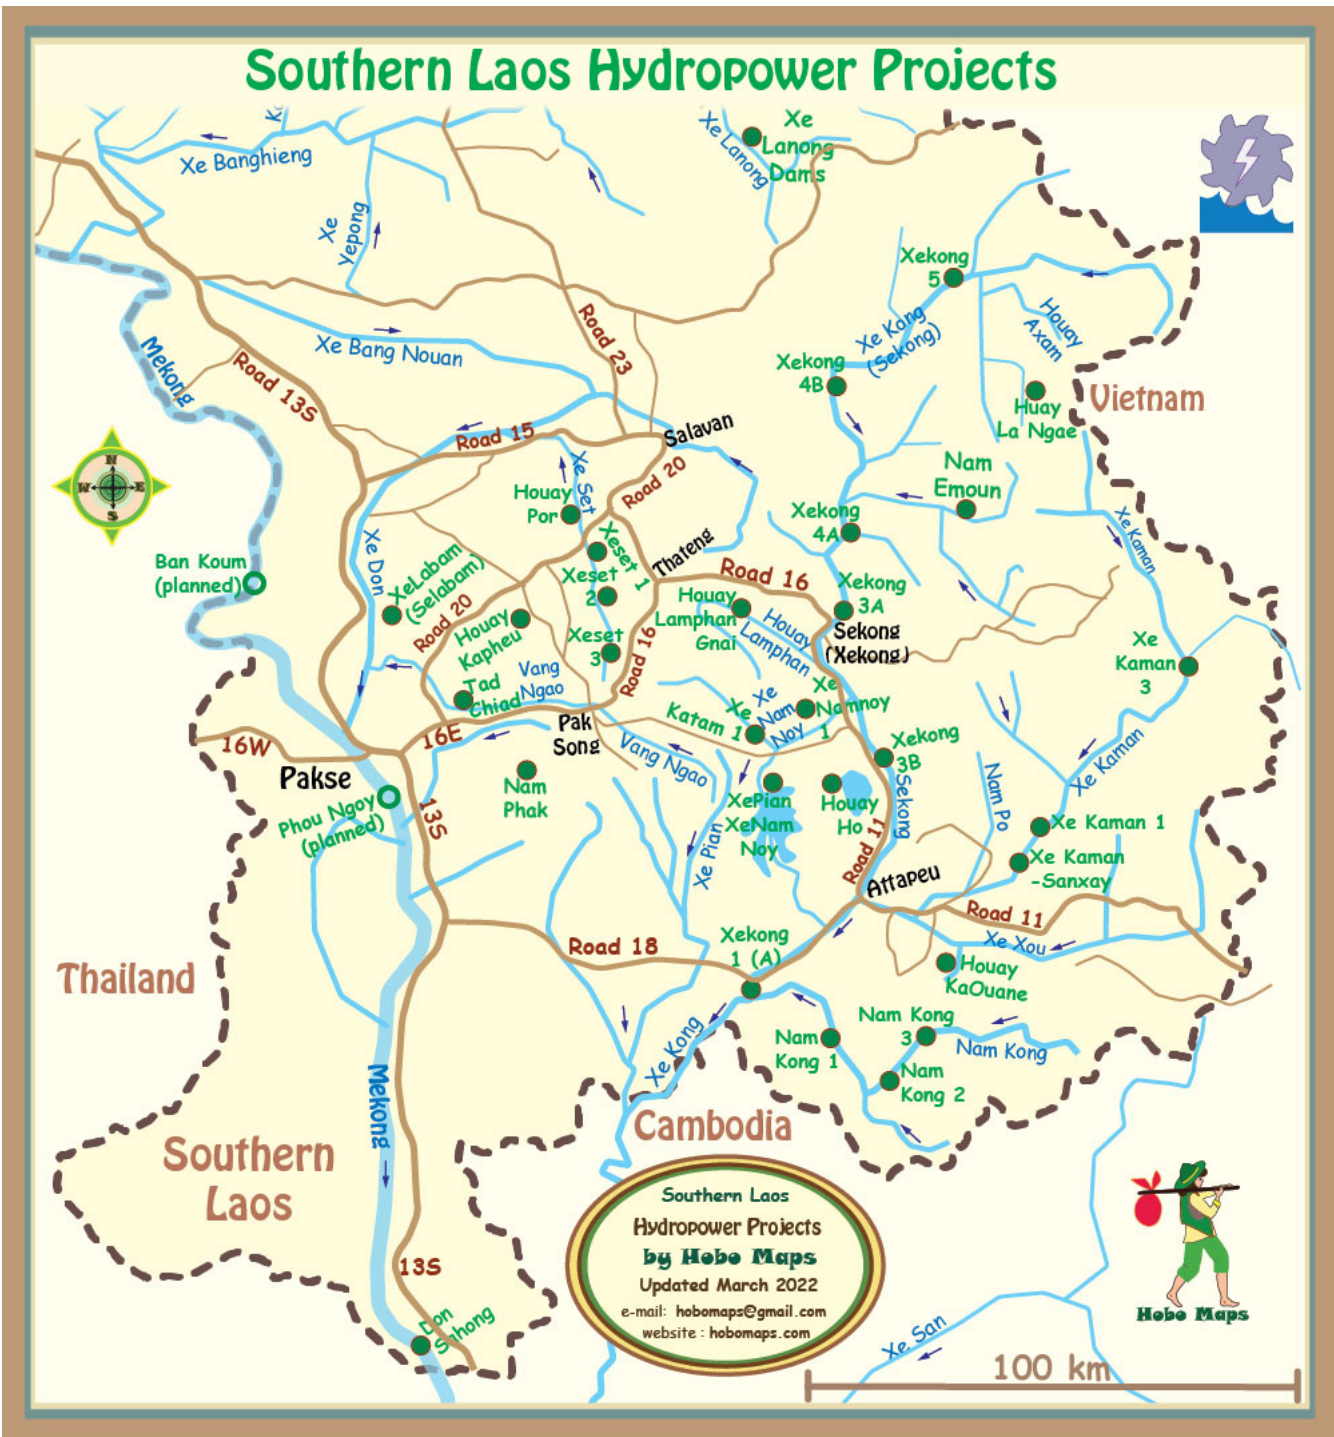 Southern Laos Hydropower Projects
Xe Banghieng
Xe
Yepong
Xe Lanong
Xe
Lanong
Dams
Xekong
5
Xe Kong
(Sekong)
Houay
Axam
Xekong
4B
Huay
La Ngae
Vietnam
Mekong
Road 13S
Xe Bang Nouan
Road 23
Road 15
Salavan
Road 20
Xe Set
Houay
Por
Nam
Emoun
Xekong
4A
Xe Kaman
N
W
E
S
Ban Koum
(planned)
Xe Don
XeLabam
(Selabam)
Road 20
Xeset 1
Xeset
2
Xeset
3
Thateng
Road 16
Houay
Kapheu
Road 16
Houay
Lamphan
Gnai
Houay
Lamphan
Xekong
3A
Sekong
(Xekong)
Xe
Kaman
3
Tad
Chiad
Vang
Ngao
Pak
Song
Xe
Katam 1
Xe
Nam
Noy
Xe
Namnoy
1
16W
16E
Pakse
Vang Ngao
Nam
Phak
Phou Ngoy
(planned)
13S
Xe Pian
XePian
XeNam
Noy
Houay
Ho
Xekong
3B
Sekong
Road 11
Nam Po
Xe Kaman
Xe Kaman 1
Xe Kaman
-Sanxay
Attapeu
Road 11
Xe Xou
Houay
KaOuane
Road 18
Xekong
1 (A)
Thailand
Xe Kong
Nam
Kong 1
Nam Kong
3
Nam
Kong 2
Nam Kong
Mekong
Cambodia
Southern
Laos
13S
Don
Sahong
Southern Laos
Hydropower Projects
by Hobo Maps
Updated March 2022
e-mail: hobomaps@gmail.com
website : hobomaps.com
Hobo Maps
Xe San
100 km